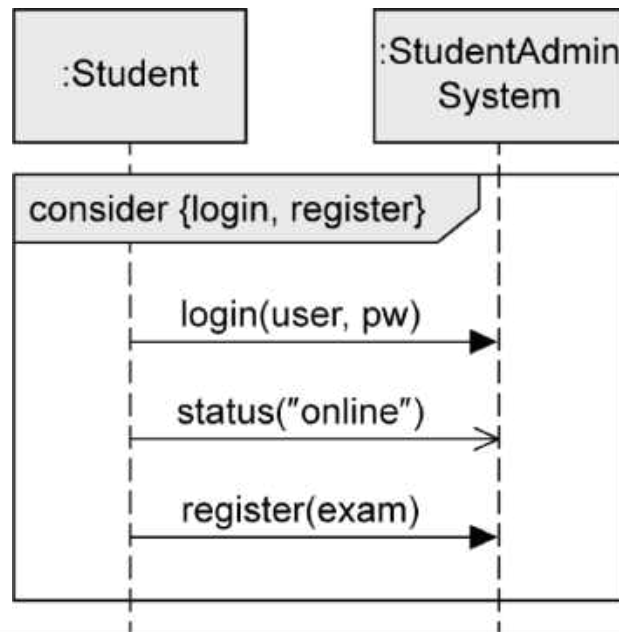 :Student
:StudentAdmin
System
consider {login, register}
login(user, pw)
status("online")
register(exam)